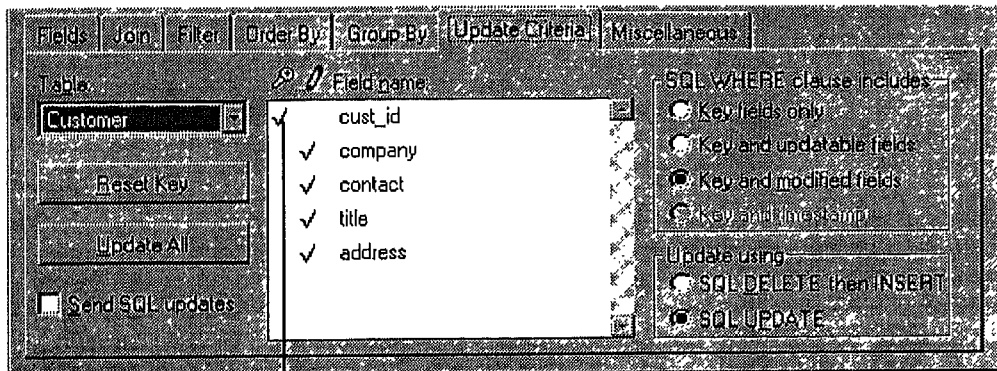 Fields Join Filter Order By Group By Update Criteria Miscellaneous
Table:
Customer
Reset Key
Update All
Send SQL updates
Field name:
cust_id
company
contact
title
address
SQL WHERE clause includes
Key fields only
Key and updatable fields
Key and modified fields
Key and timestamp
Update using
SQL DELETE then INSERT
SQL UPDATE